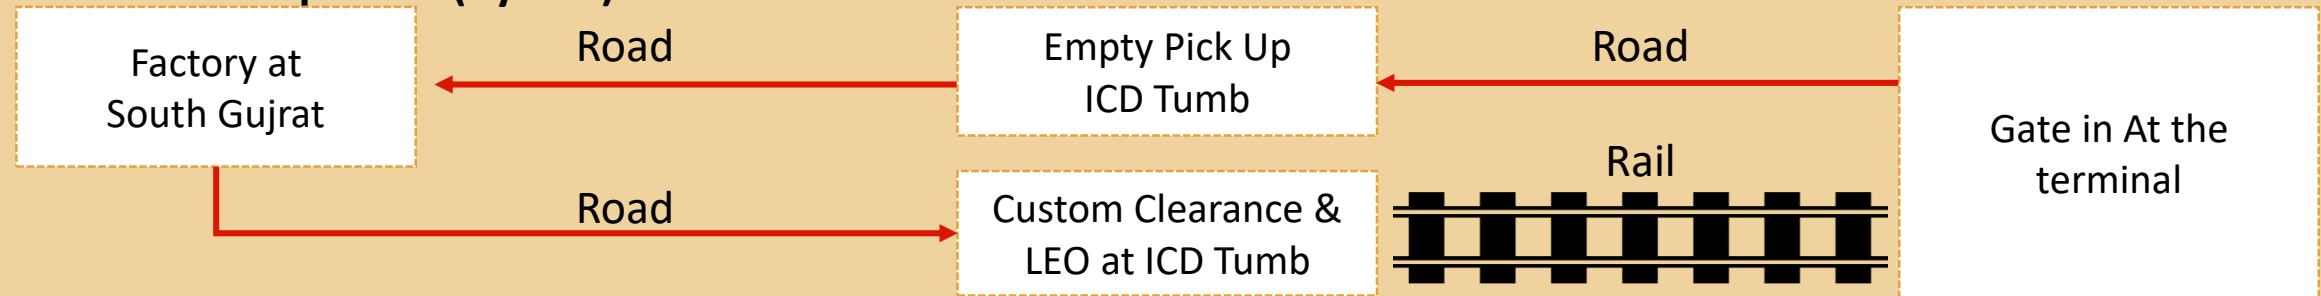 Factory at
South Gujrat
Road
Empty Pick Up
ICD Tumb
Road
Gate in At the
terminal
Rail
Road
Custom Clearance &
LEO at ICD Tumb